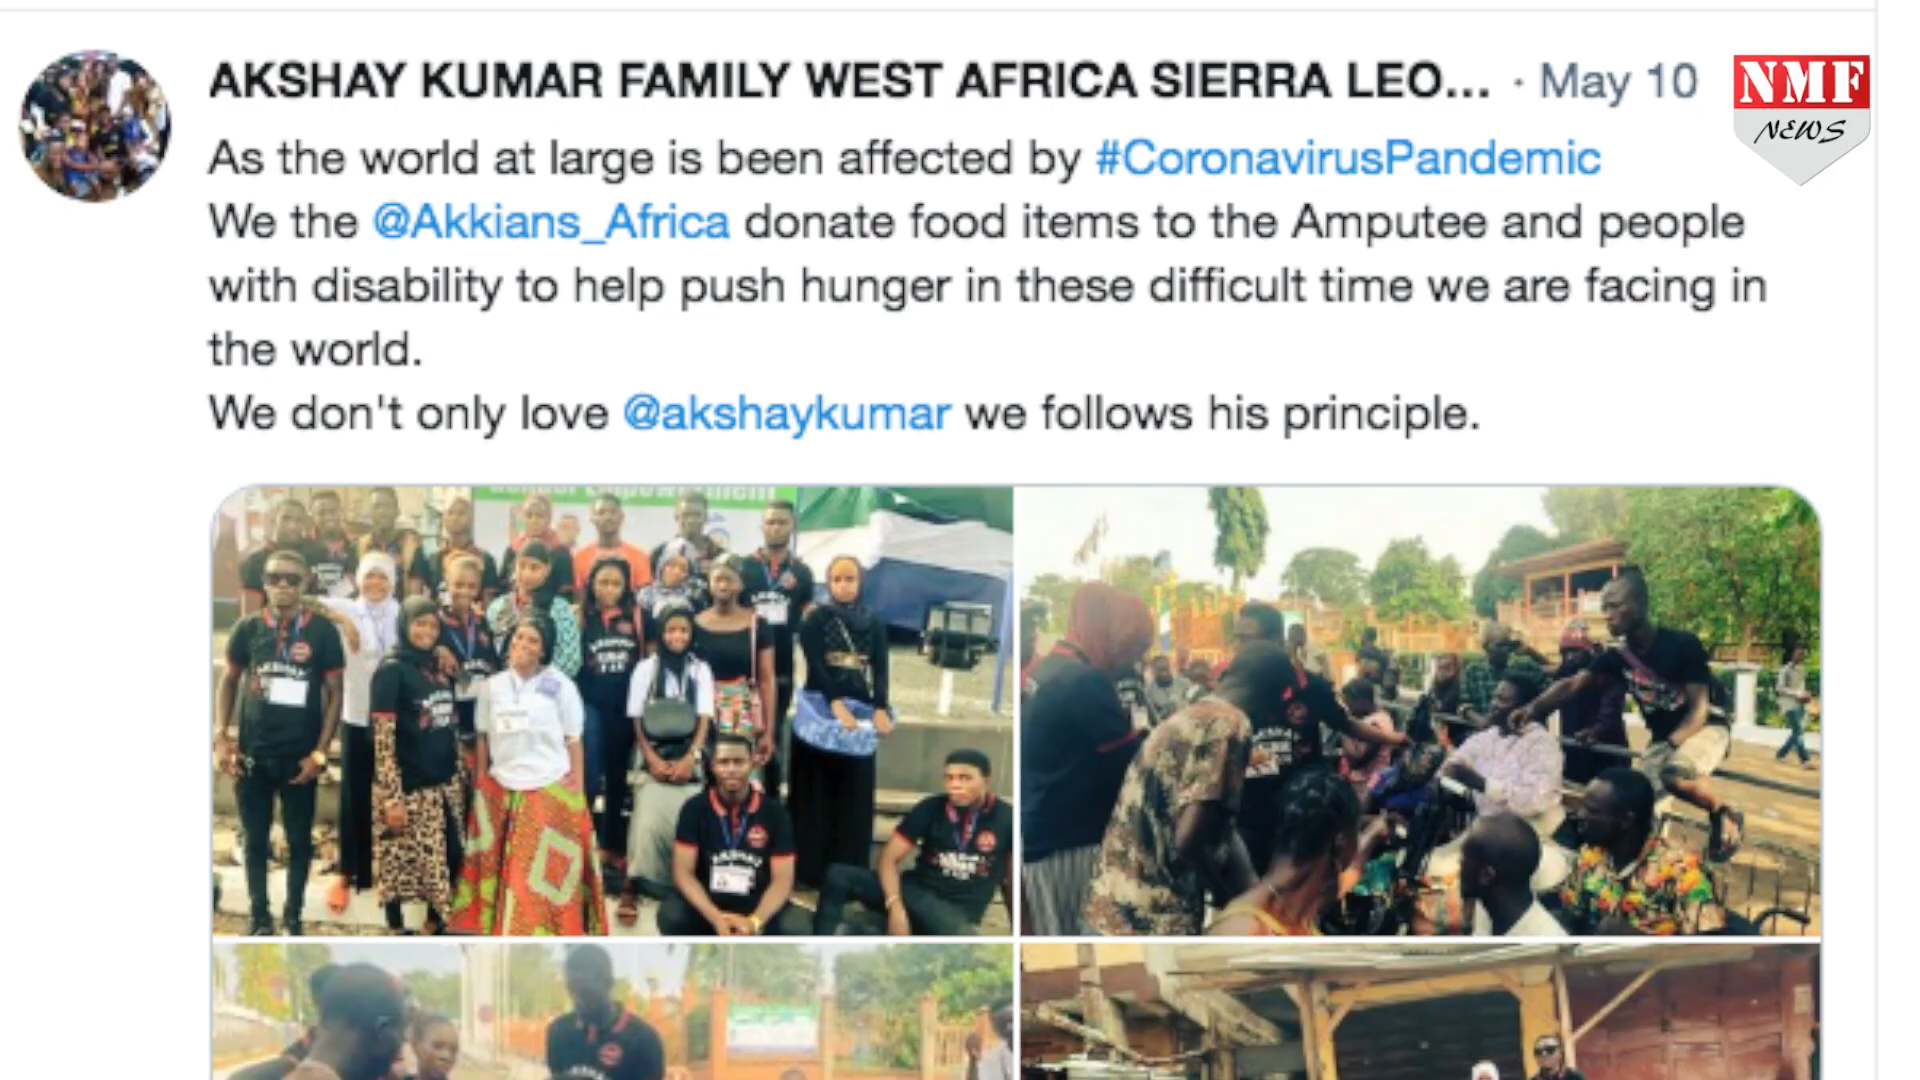 AKSHAY KUMAR FAMILY WEST AFRICA SIERRA LEO... · May 10
NMF
NEWS
As the world at large is been affected by #CoronavirusPandemic
We the @Akkians_Africa donate food items to the Amputee and people
with disability to help push hunger in these difficult time we are facing in
the world.
We don't only love @akshaykumar we follows his principle.